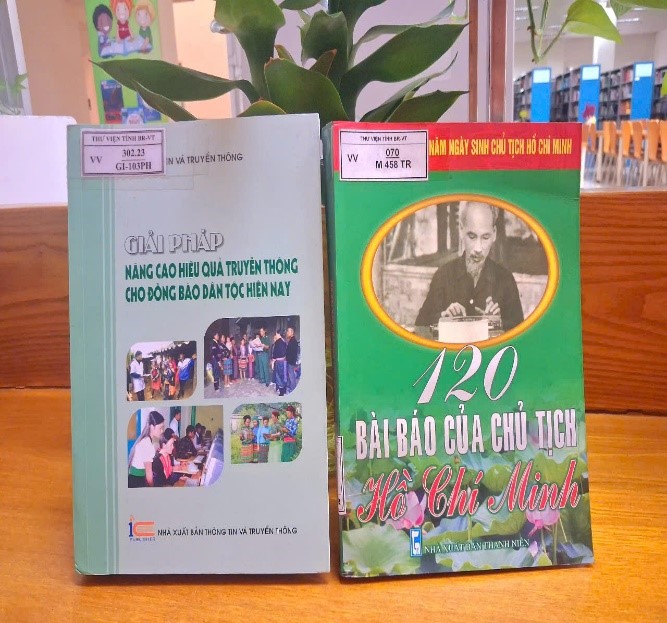 THƯ VIỆN TỈNH BR-VT
VV
302.23
GI-103PH
TIN VÀ TRUYỀN THÔNG
GIẢI PHÁP
NÂNG CAO HIỆU QUẢ TRUYỀN THÔNG
CHO ĐỒNG BÀO DÂN TỘC HIỆN NAY
NHÀ XUẤT BẢN THÔNG TIN VÀ TRUYỀN THÔNG
THƯ VIỆN TỈNH BR-VT
VV
070
M 458 TR
NĂM NGÀY SINH CHỦ TỊCH HỒ CHÍ MINH
120
BÀI BÁO CỦA CHỦ TỊCH
Hồ Chí Minh
NHÀ XUẤT BẢN THANH NIÊN